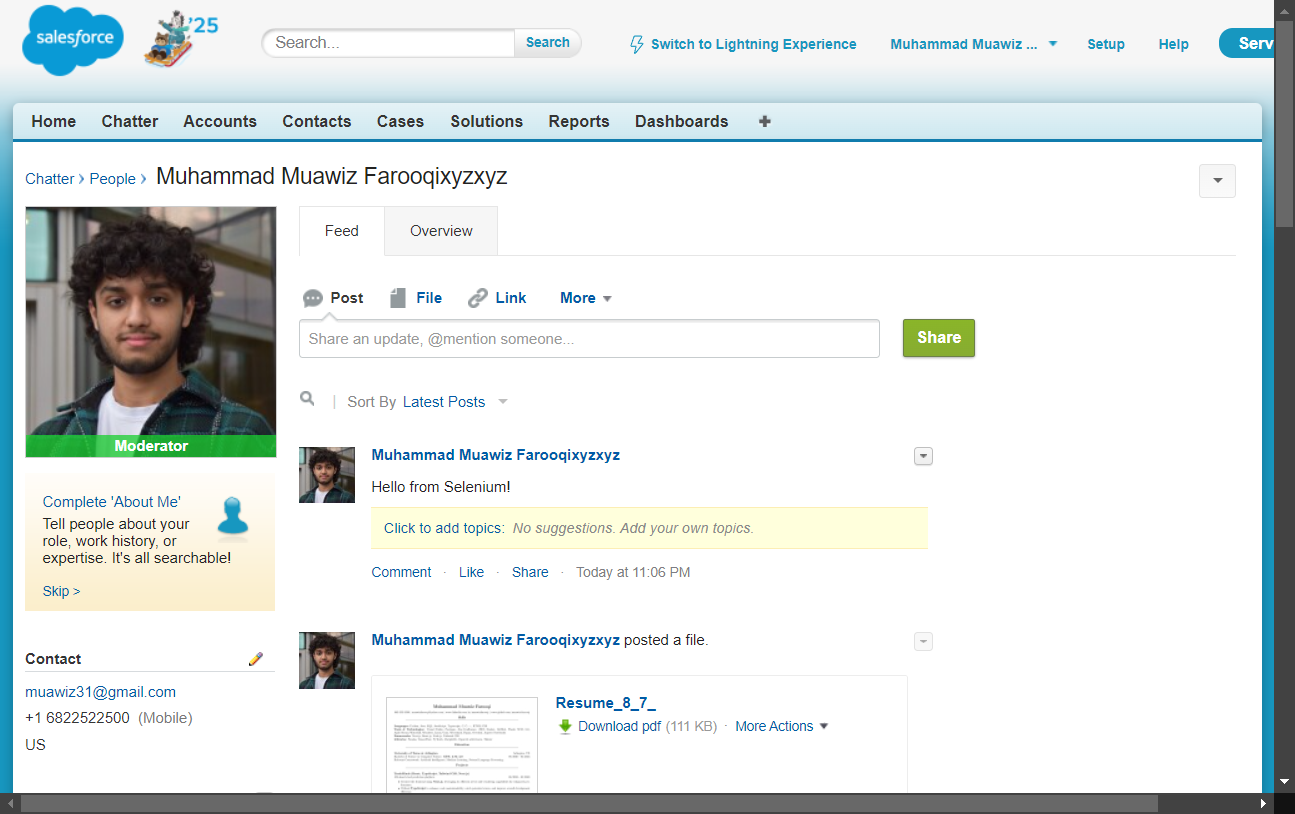 salesforce
'25
Search...
Search
Switch to Lightning Experience
Muhammad Muawiz ...
Setup
Help
Serv
Home
Chatter
Accounts
Contacts
Cases
Solutions
Reports
Dashboards
Chatter › People › Muhammad Muawiz Farooqixyzxyz
Moderator
Complete 'About Me'
Tell people about your
role, work history, or
expertise. It's all searchable!
Skip >
Contact
muawiz31@gmail.com
+1 6822522500 (Mobile)
US
Feed
Overview
Post
File
Link
More
Share an update, @mention someone...
Share
Sort By Latest Posts
Muhammad Muawiz Farooqixyzxyz
Hello from Selenium!
Click to add topics: No suggestions. Add your own topics.
Comment · Like · Share · Today at 11:06 PM
Muhammad Muawiz Farooqixyzxyz posted a file.
Resume_8_7_
Download pdf (111 KB) · More Actions